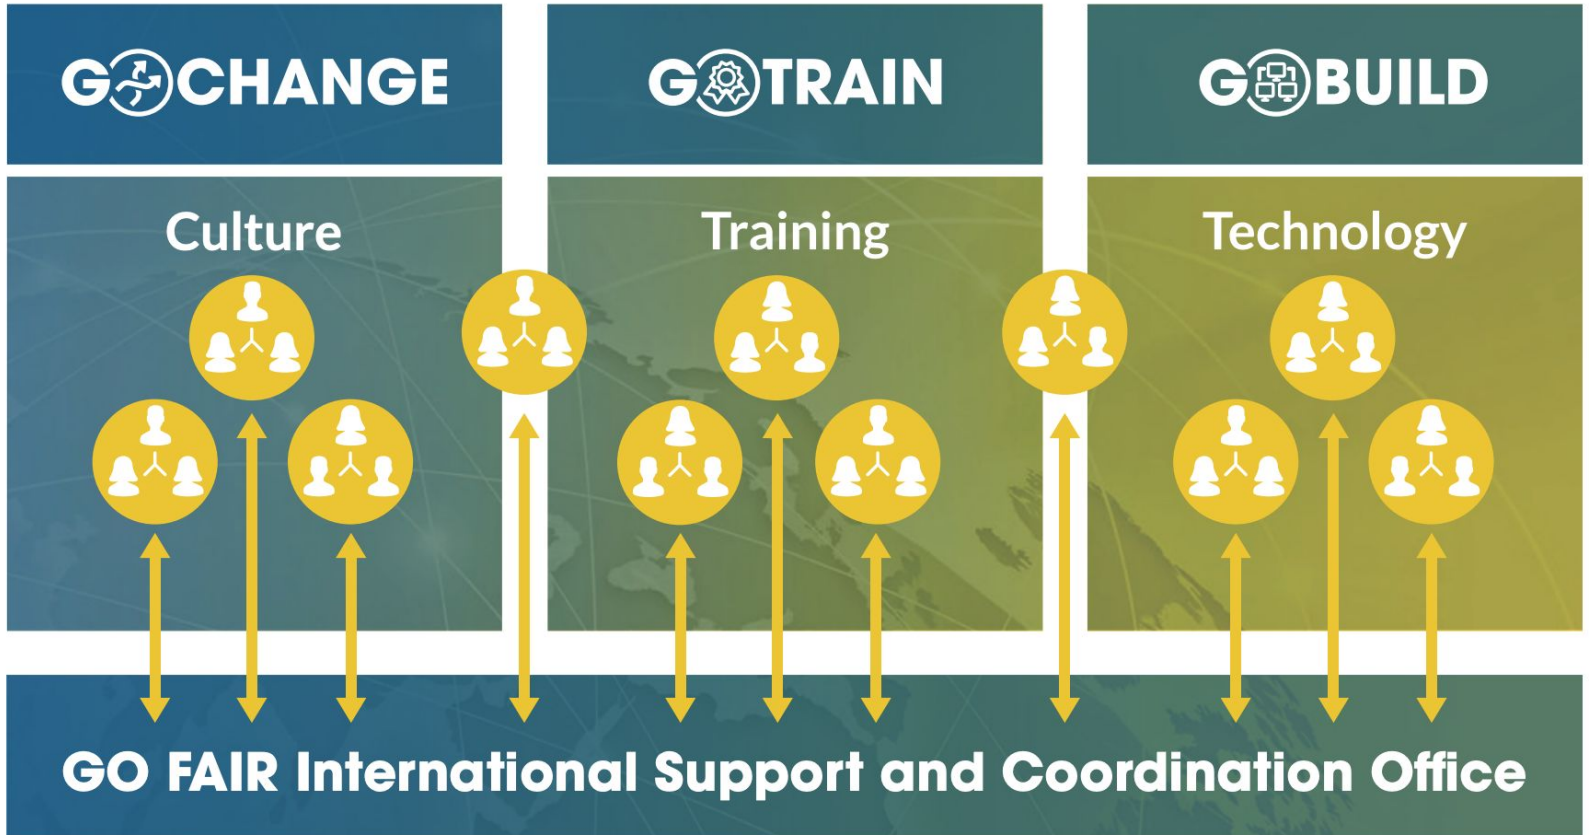 GO CHANGE
GO TRAIN
GO BUILD
Culture
Training
Technology
GO FAIR International Support and Coordination Office